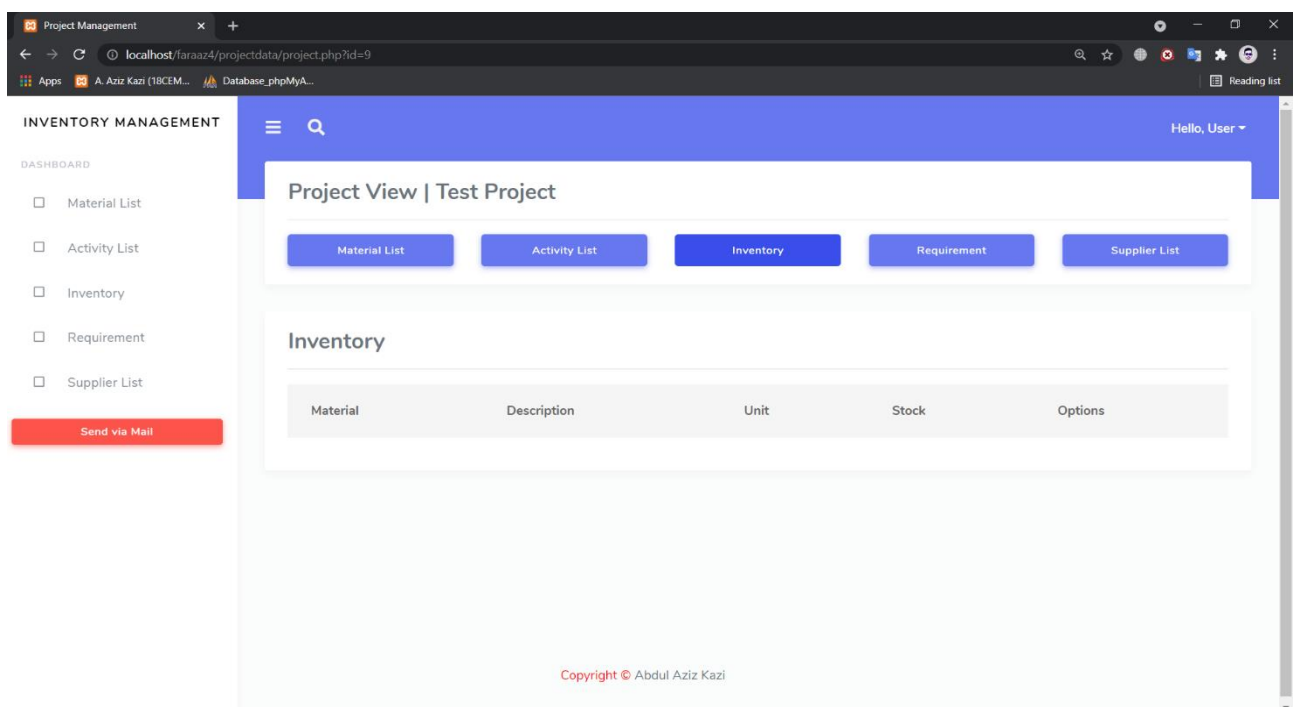 Project Management
localhost/faraaz4/projectdata/project.php?id=9
Apps A. Aziz Kazi (18CEM... Database_phpMyA... Reading list
INVENTORY MANAGEMENT
Hello, User
DASHBOARD
Material List
Activity List
Inventory
Requirement
Supplier List
Send via Mail
Project View | Test Project
Material List Activity List Inventory Requirement Supplier List
Inventory
Material Description Unit Stock Options
Copyright © Abdul Aziz Kazi